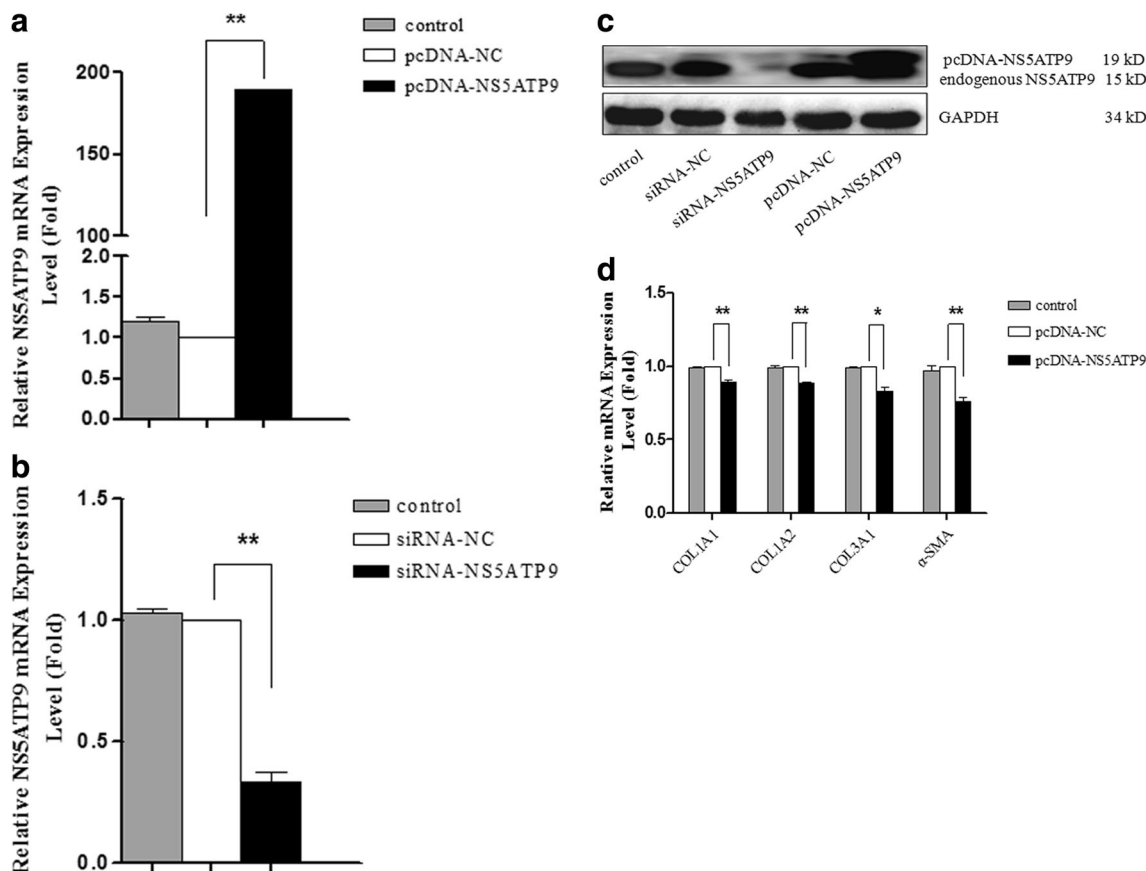 a
**
control
pcDNA-NC
pcDNA-NS5ATP9
Relative NS5ATP9 mRNA Expression
Level (Fold)
200
150
100
2.0
1.5
1.0
0.5
0.0
b
**
control
siRNA-NC
siRNA-NS5ATP9
Relative NS5ATP9 mRNA Expression
Level (Fold)
1.5
1.0
0.5
0.0
c
pcDNA-NS5ATP9 19 kD
endogenous NS5ATP9 15 kD
GAPDH 34 kD
control
siRNA-NC
siRNA-NS5ATP9
pcDNA-NC
pcDNA-NS5ATP9
d
Relative mRNA Expression
Level (Fold)
1.5
1.0
0.5
0.0
** ** * **
control
pcDNA-NC
pcDNA-NS5ATP9
COL1A1
COL1A2
COL3A1
α-SMA